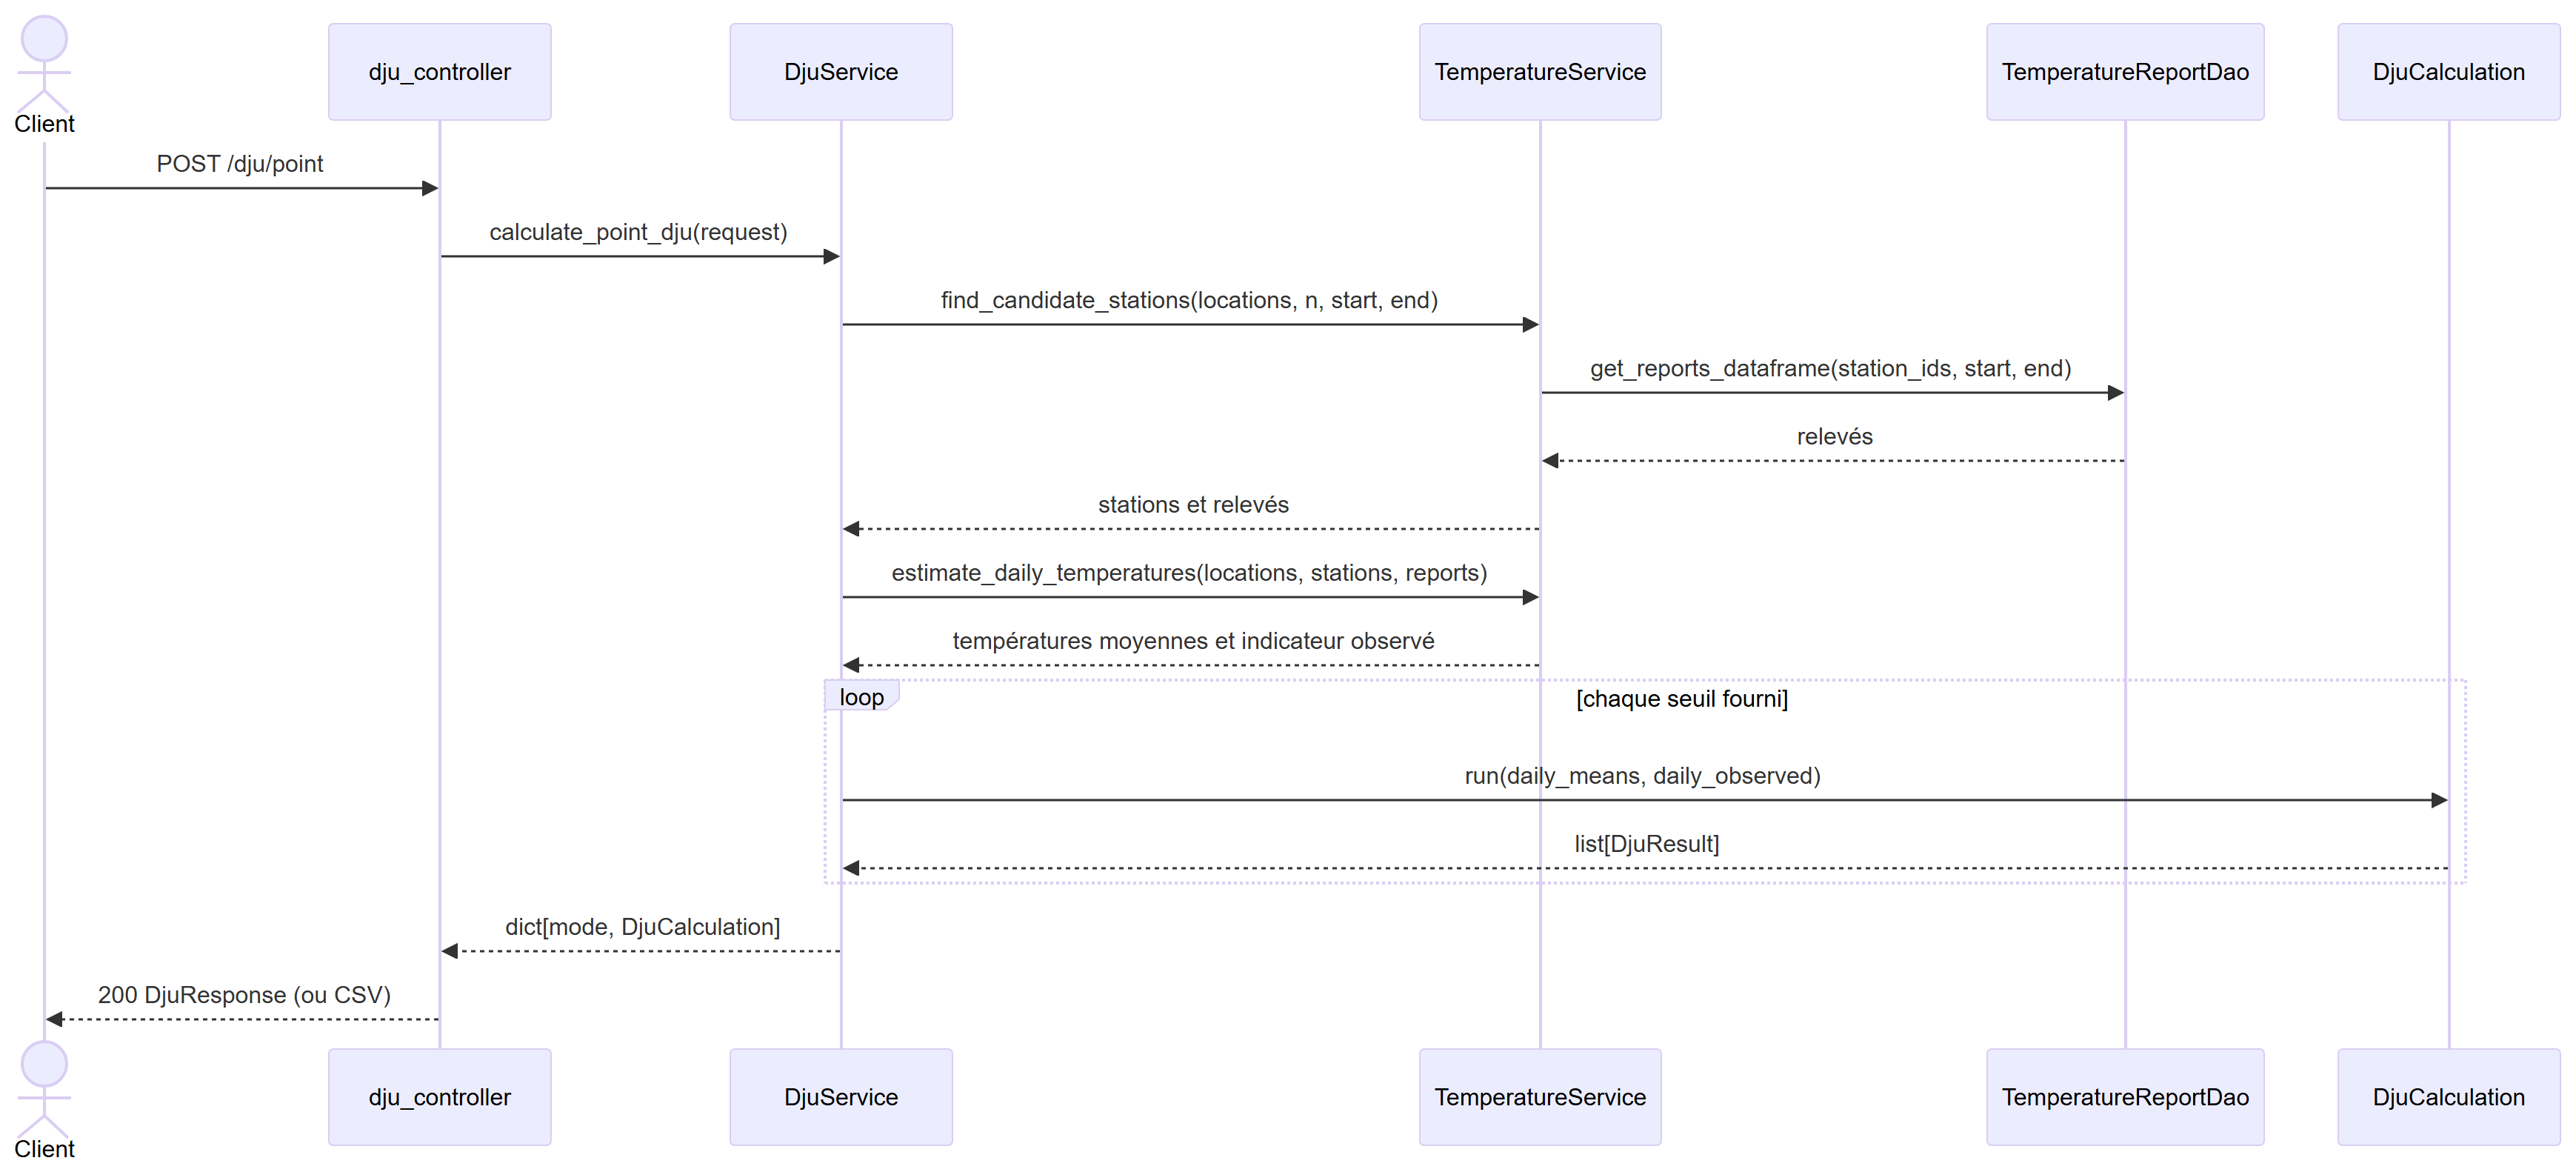 Client
dju_controller
DjuService
TemperatureService
TemperatureReportDao
DjuCalculation
POST /dju/point
calculate_point_dju(request)
find_candidate_stations(locations, n, start, end)
get_reports_dataframe(station_ids, start, end)
relevés
stations et relevés
estimate_daily_temperatures(locations, stations, reports)
températures moyennes et indicateur observé
loop
[chaque seuil fourni]
run(daily_means, daily_observed)
list[DjuResult]
dict[mode, DjuCalculation]
200 DjuResponse (ou CSV)
Client
dju_controller
DjuService
TemperatureService
TemperatureReportDao
DjuCalculation